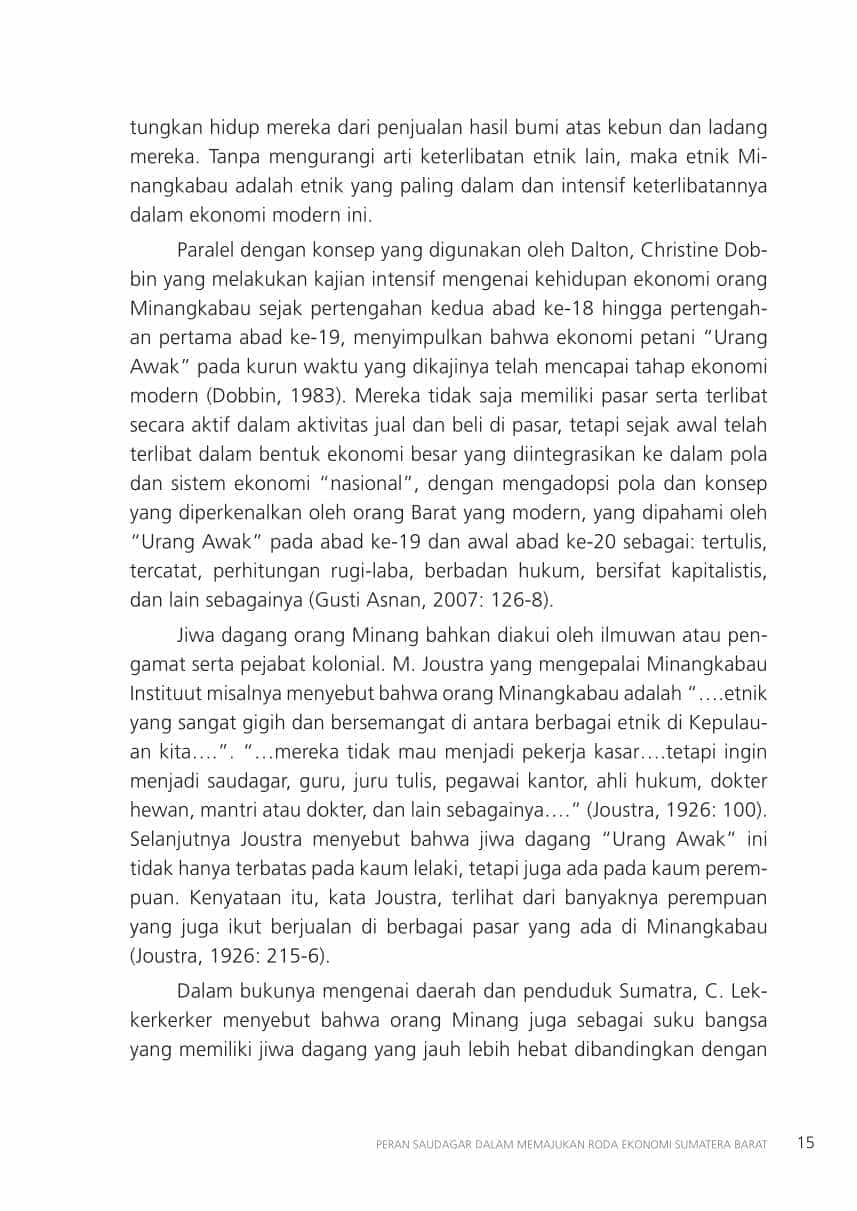 tungkan hidup mereka dari penjualan hasil bumi atas kebun dan ladang
mereka. Tanpa mengurangi arti keterlibatan etnik lain, maka etnik Mi-
nangkabau adalah etnik yang paling dalam dan intensif keterlibatannya
dalam ekonomi modern ini.
Paralel dengan konsep yang digunakan oleh Dalton, Christine Dob-
bin yang melakukan kajian intensif mengenai kehidupan ekonomi orang
Minangkabau sejak pertengahan kedua abad ke-18 hingga pertengah-
an pertama abad ke-19, menyimpulkan bahwa ekonomi petani “Urang
Awak” pada kurun waktu yang dikajinya telah mencapai tahap ekonomi
modern (Dobbin, 1983). Mereka tidak saja memiliki pasar serta terlibat
secara aktif dalam aktivitas jual dan beli di pasar, tetapi sejak awal telah
terlibat dalam bentuk ekonomi besar yang diintegrasikan ke dalam pola
dan sistem ekonomi “nasional”, dengan mengadopsi pola dan konsep
yang diperkenalkan oleh orang Barat yang modern, yang dipahami oleh
“Urang Awak” pada abad ke-19 dan awal abad ke-20 sebagai: tertulis,
tercatat, perhitungan rugi-laba, berbadan hukum, bersifat kapitalistis,
dan lain sebagainya (Gusti Asnan, 2007: 126-8).
Jiwa dagang orang Minang bahkan diakui oleh ilmuwan atau pen-
gamat serta pejabat kolonial. M. Joustra yang mengepalai Minangkabau
Instituut misalnya menyebut bahwa orang Minangkabau adalah “….etnik
yang sangat gigih dan bersemangat di antara berbagai etnik di Kepulau-
an kita….”. “…mereka tidak mau menjadi pekerja kasar….tetapi ingin
menjadi saudagar, guru, juru tulis, pegawai kantor, ahli hukum, dokter
hewan, mantri atau dokter, dan lain sebagainya….” (Joustra, 1926: 100).
Selanjutnya Joustra menyebut bahwa jiwa dagang “Urang Awak” ini
tidak hanya terbatas pada kaum lelaki, tetapi juga ada pada kaum perem-
puan. Kenyataan itu, kata Joustra, terlihat dari banyaknya perempuan
yang juga ikut berjualan di berbagai pasar yang ada di Minangkabau
(Joustra, 1926: 215-6).
Dalam bukunya mengenai daerah dan penduduk Sumatra, C. Lek-
kerkerker menyebut bahwa orang Minang juga sebagai suku bangsa
yang memiliki jiwa dagang yang jauh lebih hebat dibandingkan dengan
PERAN SAUDAGAR DALAM MEMAJUKAN RODA EKONOMI SUMATERA BARAT 15